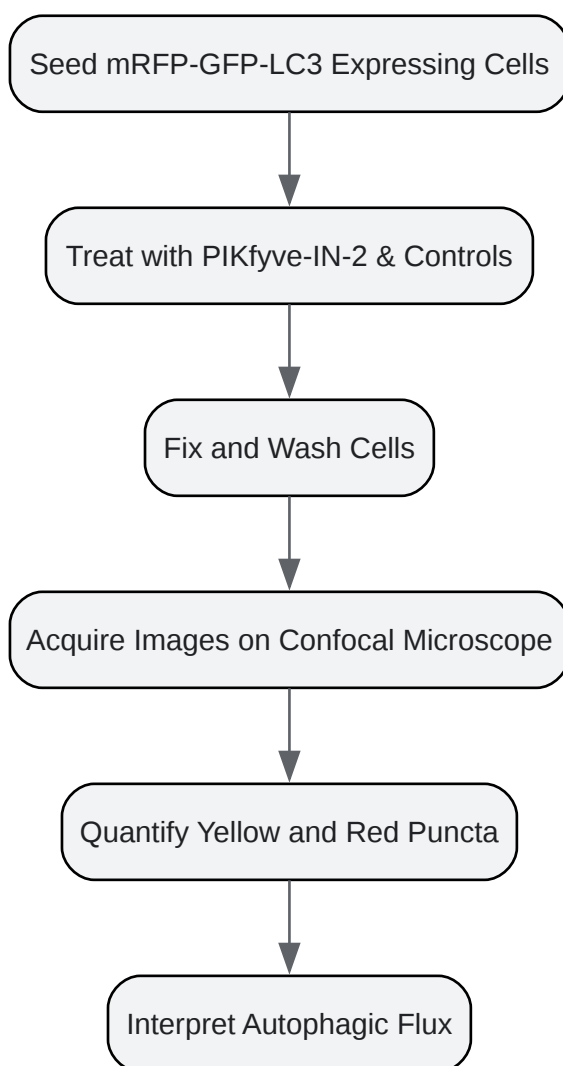 Seed mRFP-GFP-LC3 Expressing Cells
Treat with PIKfyve-IN-2 & Controls
Fix and Wash Cells
Acquire Images on Confocal Microscope
Quantify Yellow and Red Puncta
Interpret Autophagic Flux